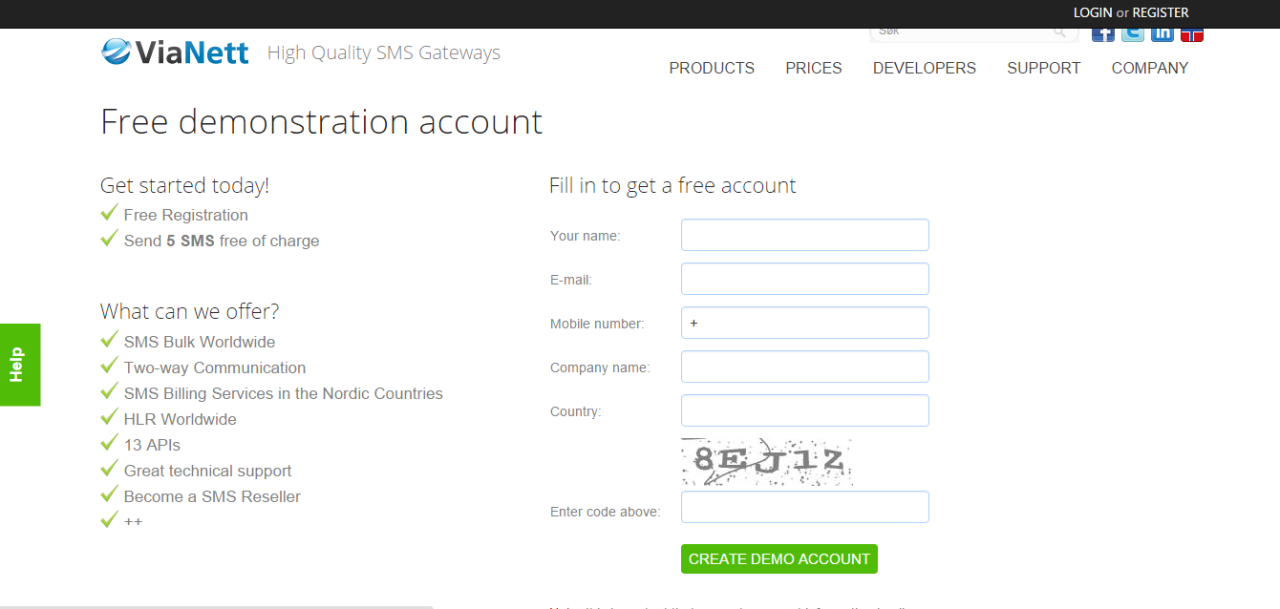 LOGIN or REGISTER
ViaNett High Quality SMS Gateways
Søk
PRODUCTS PRICES DEVELOPERS SUPPORT COMPANY
Free demonstration account
Get started today!
Free Registration
Send 5 SMS free of charge
What can we offer?
SMS Bulk Worldwide
Two-way Communication
SMS Billing Services in the Nordic Countries
HLR Worldwide
13 APIs
Great technical support
Become a SMS Reseller
++
Help
Fill in to get a free account
Your name:
E-mail:
Mobile number: +
Company name:
Country:
8EJ1Z
Enter code above:
CREATE DEMO ACCOUNT